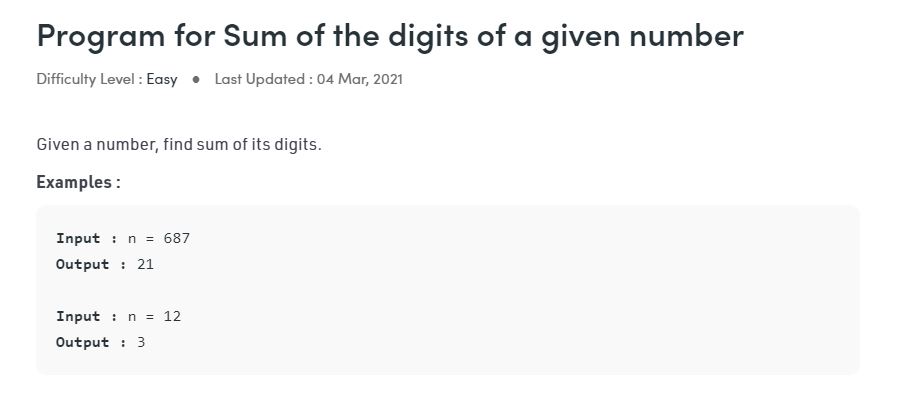 Program for Sum of the digits of a given number
Difficulty Level : Easy ● Last Updated : 04 Mar, 2021
Given a number, find sum of its digits.
Examples :
Input : n = 687
Output : 21
Input : n = 12
Output : 3